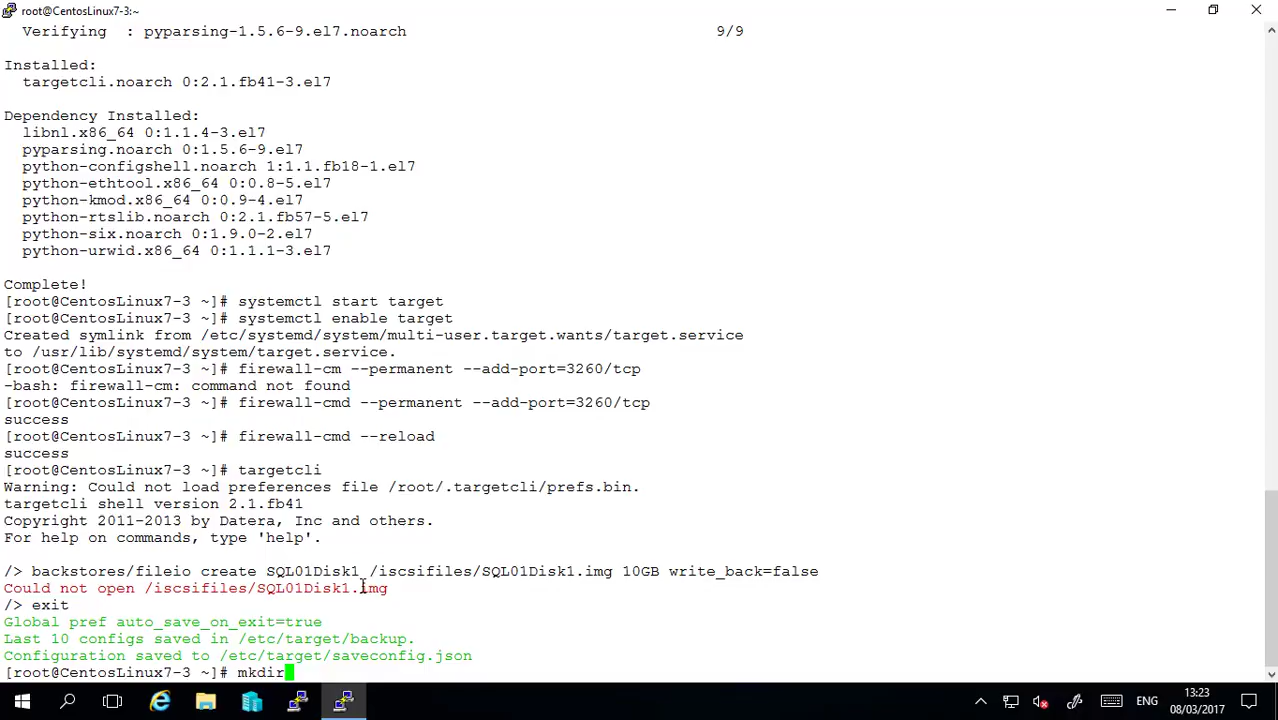 root@CentosLinux7-3:~
Verifying  : pyparsing-1.5.6-9.el7.noarch 9/9
Installed:
targetcli.noarch 0:2.1.fb41-3.el7
Dependency Installed:
libnl.x86_64 0:1.1.4-3.el7
pyparsing.noarch 0:1.5.6-9.el7
python-configshell.noarch 1:1.1.fb18-1.el7
python-ethtool.x86_64 0:0.8-5.el7
python-kmod.x86_64 0:0.9-4.el7
python-rtslib.noarch 0:2.1.fb57-5.el7
python-six.noarch 0:1.9.0-2.el7
python-urwid.x86_64 0:1.1.1-3.el7
Complete!
[root@CentosLinux7-3 ~]# systemctl start target
[root@CentosLinux7-3 ~]# systemctl enable target
Created symlink from /etc/systemd/system/multi-user.target.wants/target.service
to /usr/lib/systemd/system/target.service.
[root@CentosLinux7-3 ~]# firewall-cm --permanent --add-port=3260/tcp
-bash: firewall-cm: command not found
[root@CentosLinux7-3 ~]# firewall-cmd --permanent --add-port=3260/tcp
success
[root@CentosLinux7-3 ~]# firewall-cmd --reload
success
[root@CentosLinux7-3 ~]# targetcli
Warning: Could not load preferences file /root/.targetcli/prefs.bin.
targetcli shell version 2.1.fb41
Copyright 2011-2013 by Datera, Inc and others.
For help on commands, type 'help'.
/> backstores/fileio create SQL01Disk1 /iscsifiles/SQL01Disk1.img 10GB write_back=false
Could not open /iscsifiles/SQL01Disk1.img
/> exit
Global pref auto_save_on_exit=true
Last 10 configs saved in /etc/target/backup.
Configuration saved to /etc/target/saveconfig.json
[root@CentosLinux7-3 ~]# mkdir
ENG
13:23
08/03/2017